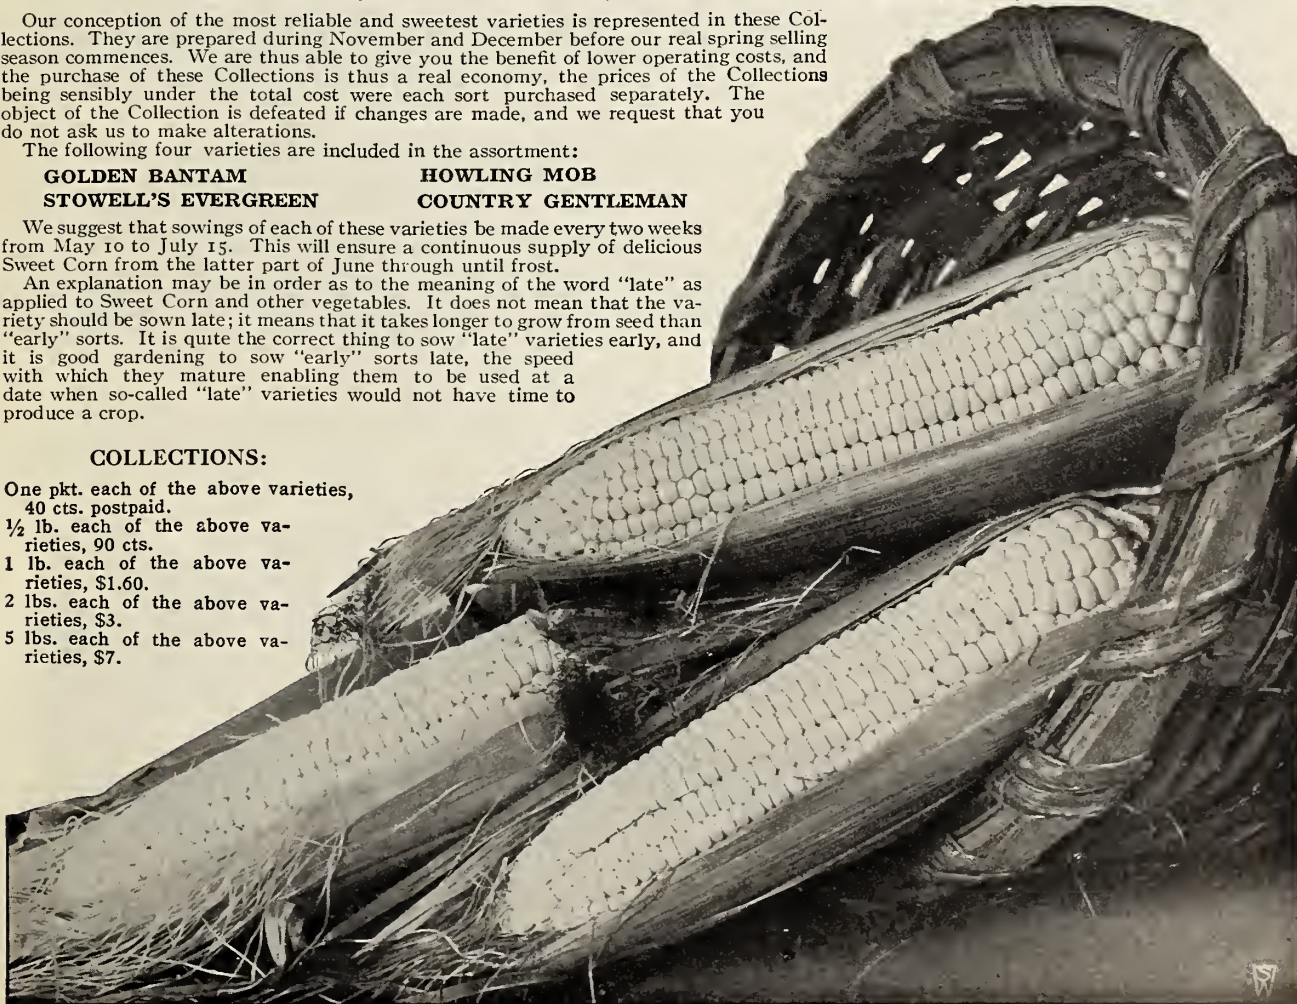 Our conception of the most reliable and sweetest varieties is represented in these Col-
lections. They are prepared during November and December before our real spring selling
season commences. We are thus able to give you the benefit of lower operating costs, and
the purchase of these Collections is thus a real economy, the prices of the Collections
being sensibly under the total cost were each sort purchased separately. The
object of the Collection is defeated if changes are made, and we request that you
do not ask us to make alterations.
The following four varieties are included in the assortment:
GOLDEN BANTAM HOWLING MOB
STOWELL'S EVERGREEN COUNTRY GENTLEMAN
We suggest that sowings of each of these varieties be made every two weeks
from May 10 to July 15. This will ensure a continuous supply of delicious
Sweet Corn from the latter part of June through until frost.
An explanation may be in order as to the meaning of the word "late" as
applied to Sweet Corn and other vegetables. It does not mean that the va-
riety should be sown late; it means that it takes longer to grow from seed than
"early" sorts. It is quite the correct thing to sow "late" varieties early, and
it is good gardening to sow "early" sorts late, the speed
with which they mature enabling them to be used at a
date when so-called "late" varieties would not have time to
produce a crop.
COLLECTIONS:
One pkt. each of the above varieties,
40 cts. postpaid.
½ lb. each of the above va-
rieties, 90 cts.
1 lb. each of the above va-
rieties, $1.60.
2 lbs. each of the above va-
rieties, $3.
5 lbs. each of the above va-
rieties, $7.